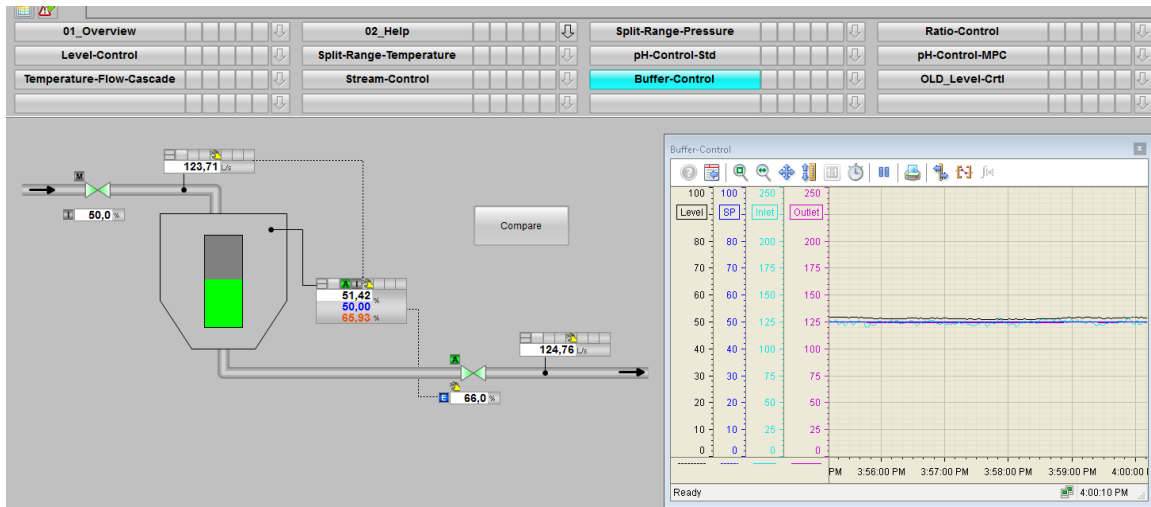 01_Overview 02_Help Split-Range-Pressure Ratio-Control
Level-Control Split-Range-Temperature pH-Control-Std pH-Control-MPC
Temperature-Flow-Cascade Stream-Control Buffer-Control OLD_Level-Crtl
123,71 L/s
M
I 50,0 %
Compare
A I
51,42 %
50,00
65,93 %
124,76 L/s
A
E 66,0 %
Buffer-Control
100 100 250 250
Level SP Inlet Outlet
80 80 200 200
70 70 175 175
60 60 150 150
50 50 125 125
40 40 100 100
30 30 75 75
20 20 50 50
10 10 25 25
0 0 0 0
PM 3:56:00 PM 3:57:00 PM 3:58:00 PM 3:59:00 PM 4:00:00
Ready 4:00:10 PM